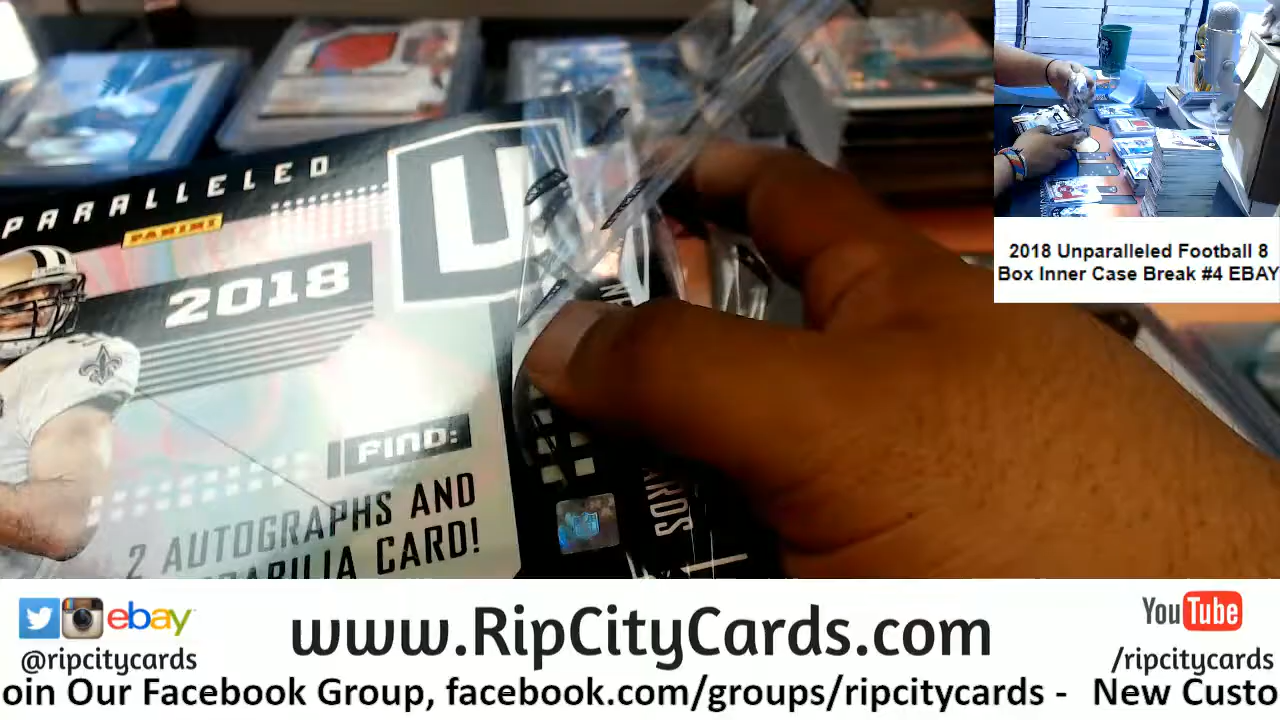 PARALLELED
PANINI
2018
U
FIND:
2 AUTOGRAPHS AND
CARD!
2018 Unparalleled Football 8
Box Inner Case Break #4 EBAY
ebay
@ripcitycards
www.RipCityCards.com
YouTube
/ripcitycards
oin Our Facebook Group, facebook.com/groups/ripcitycards - New Custo